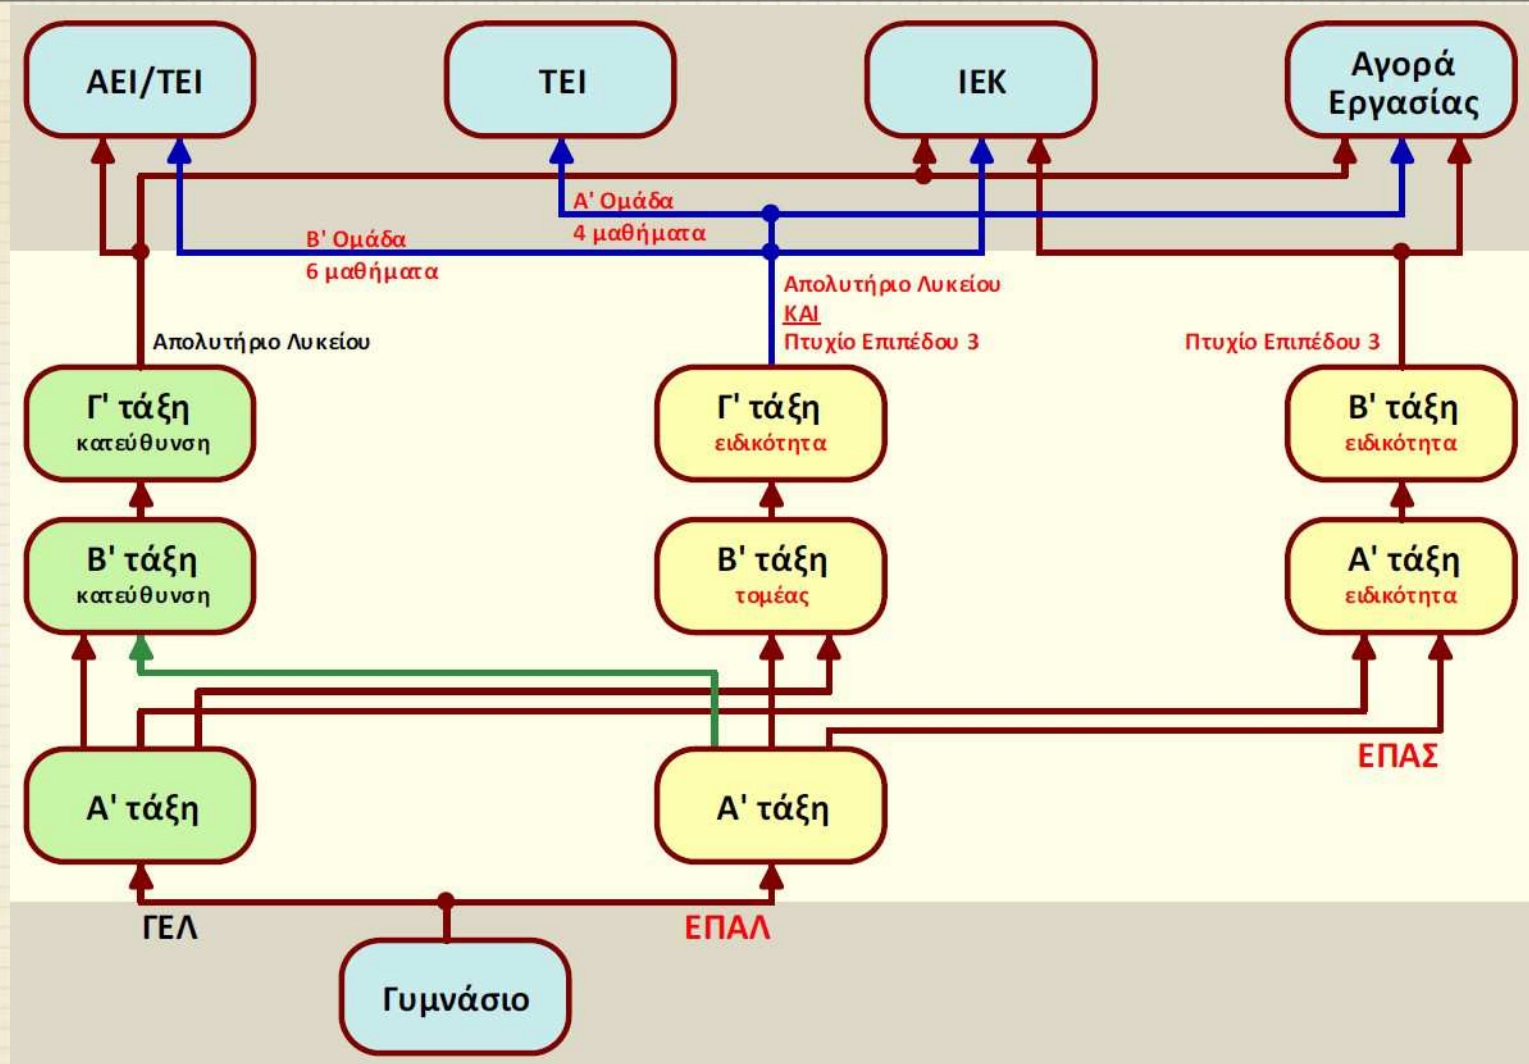 ΑΕΙ/ΤΕΙ
ΤΕΙ
ΙΕΚ
Αγορά
Εργασίας
Α' Ομάδα
4 μαθήματα
Β' Ομάδα
6 μαθήματα
Απολυτήριο Λυκείου
Απολυτήριο Λυκείου
ΚΑΙ
Πτυχίο Επιπέδου 3
Πτυχίο Επιπέδου 3
Γ' τάξη
κατεύθυνση
Γ' τάξη
ειδικότητα
Β' τάξη
ειδικότητα
Β' τάξη
κατεύθυνση
Β' τάξη
τομέας
Α' τάξη
ειδικότητα
ΕΠΑΣ
Α' τάξη
Α' τάξη
ΓΕΛ
ΕΠΑΛ
Γυμνάσιο